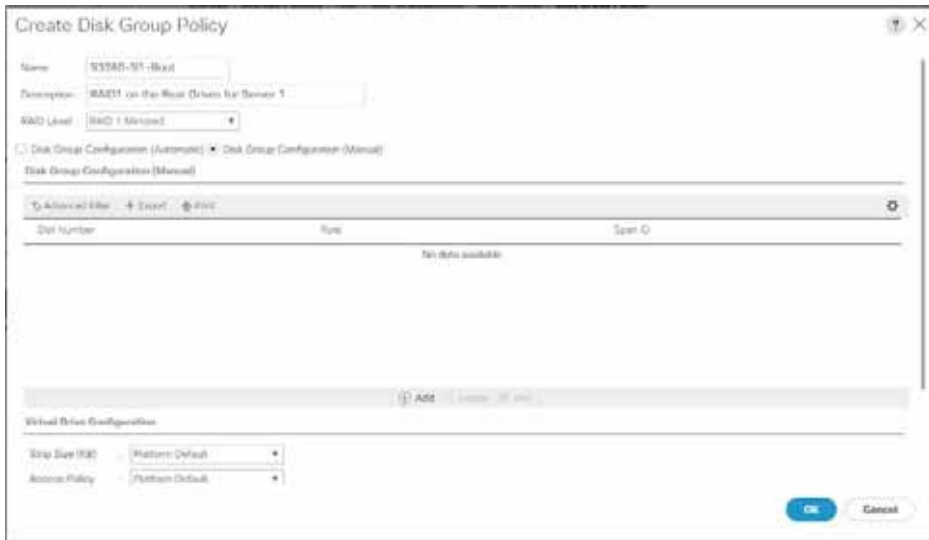 Create Disk Group Policy
? ×
Name : S3260-S1-Boot
Description : RAID1 on the Rear Drives for Server 1
RAID Level : RAID 1 Mirrored
Disk Group Configuration (Automatic) Disk Group Configuration (Manual)
Disk Group Configuration (Manual)
Advanced Filter Export Print
Slot Number Role Span ID
No data available
Add Delete Info
Virtual Drive Configuration
Strip Size (KB) : Platform Default
Access Policy : Platform Default
OK Cancel